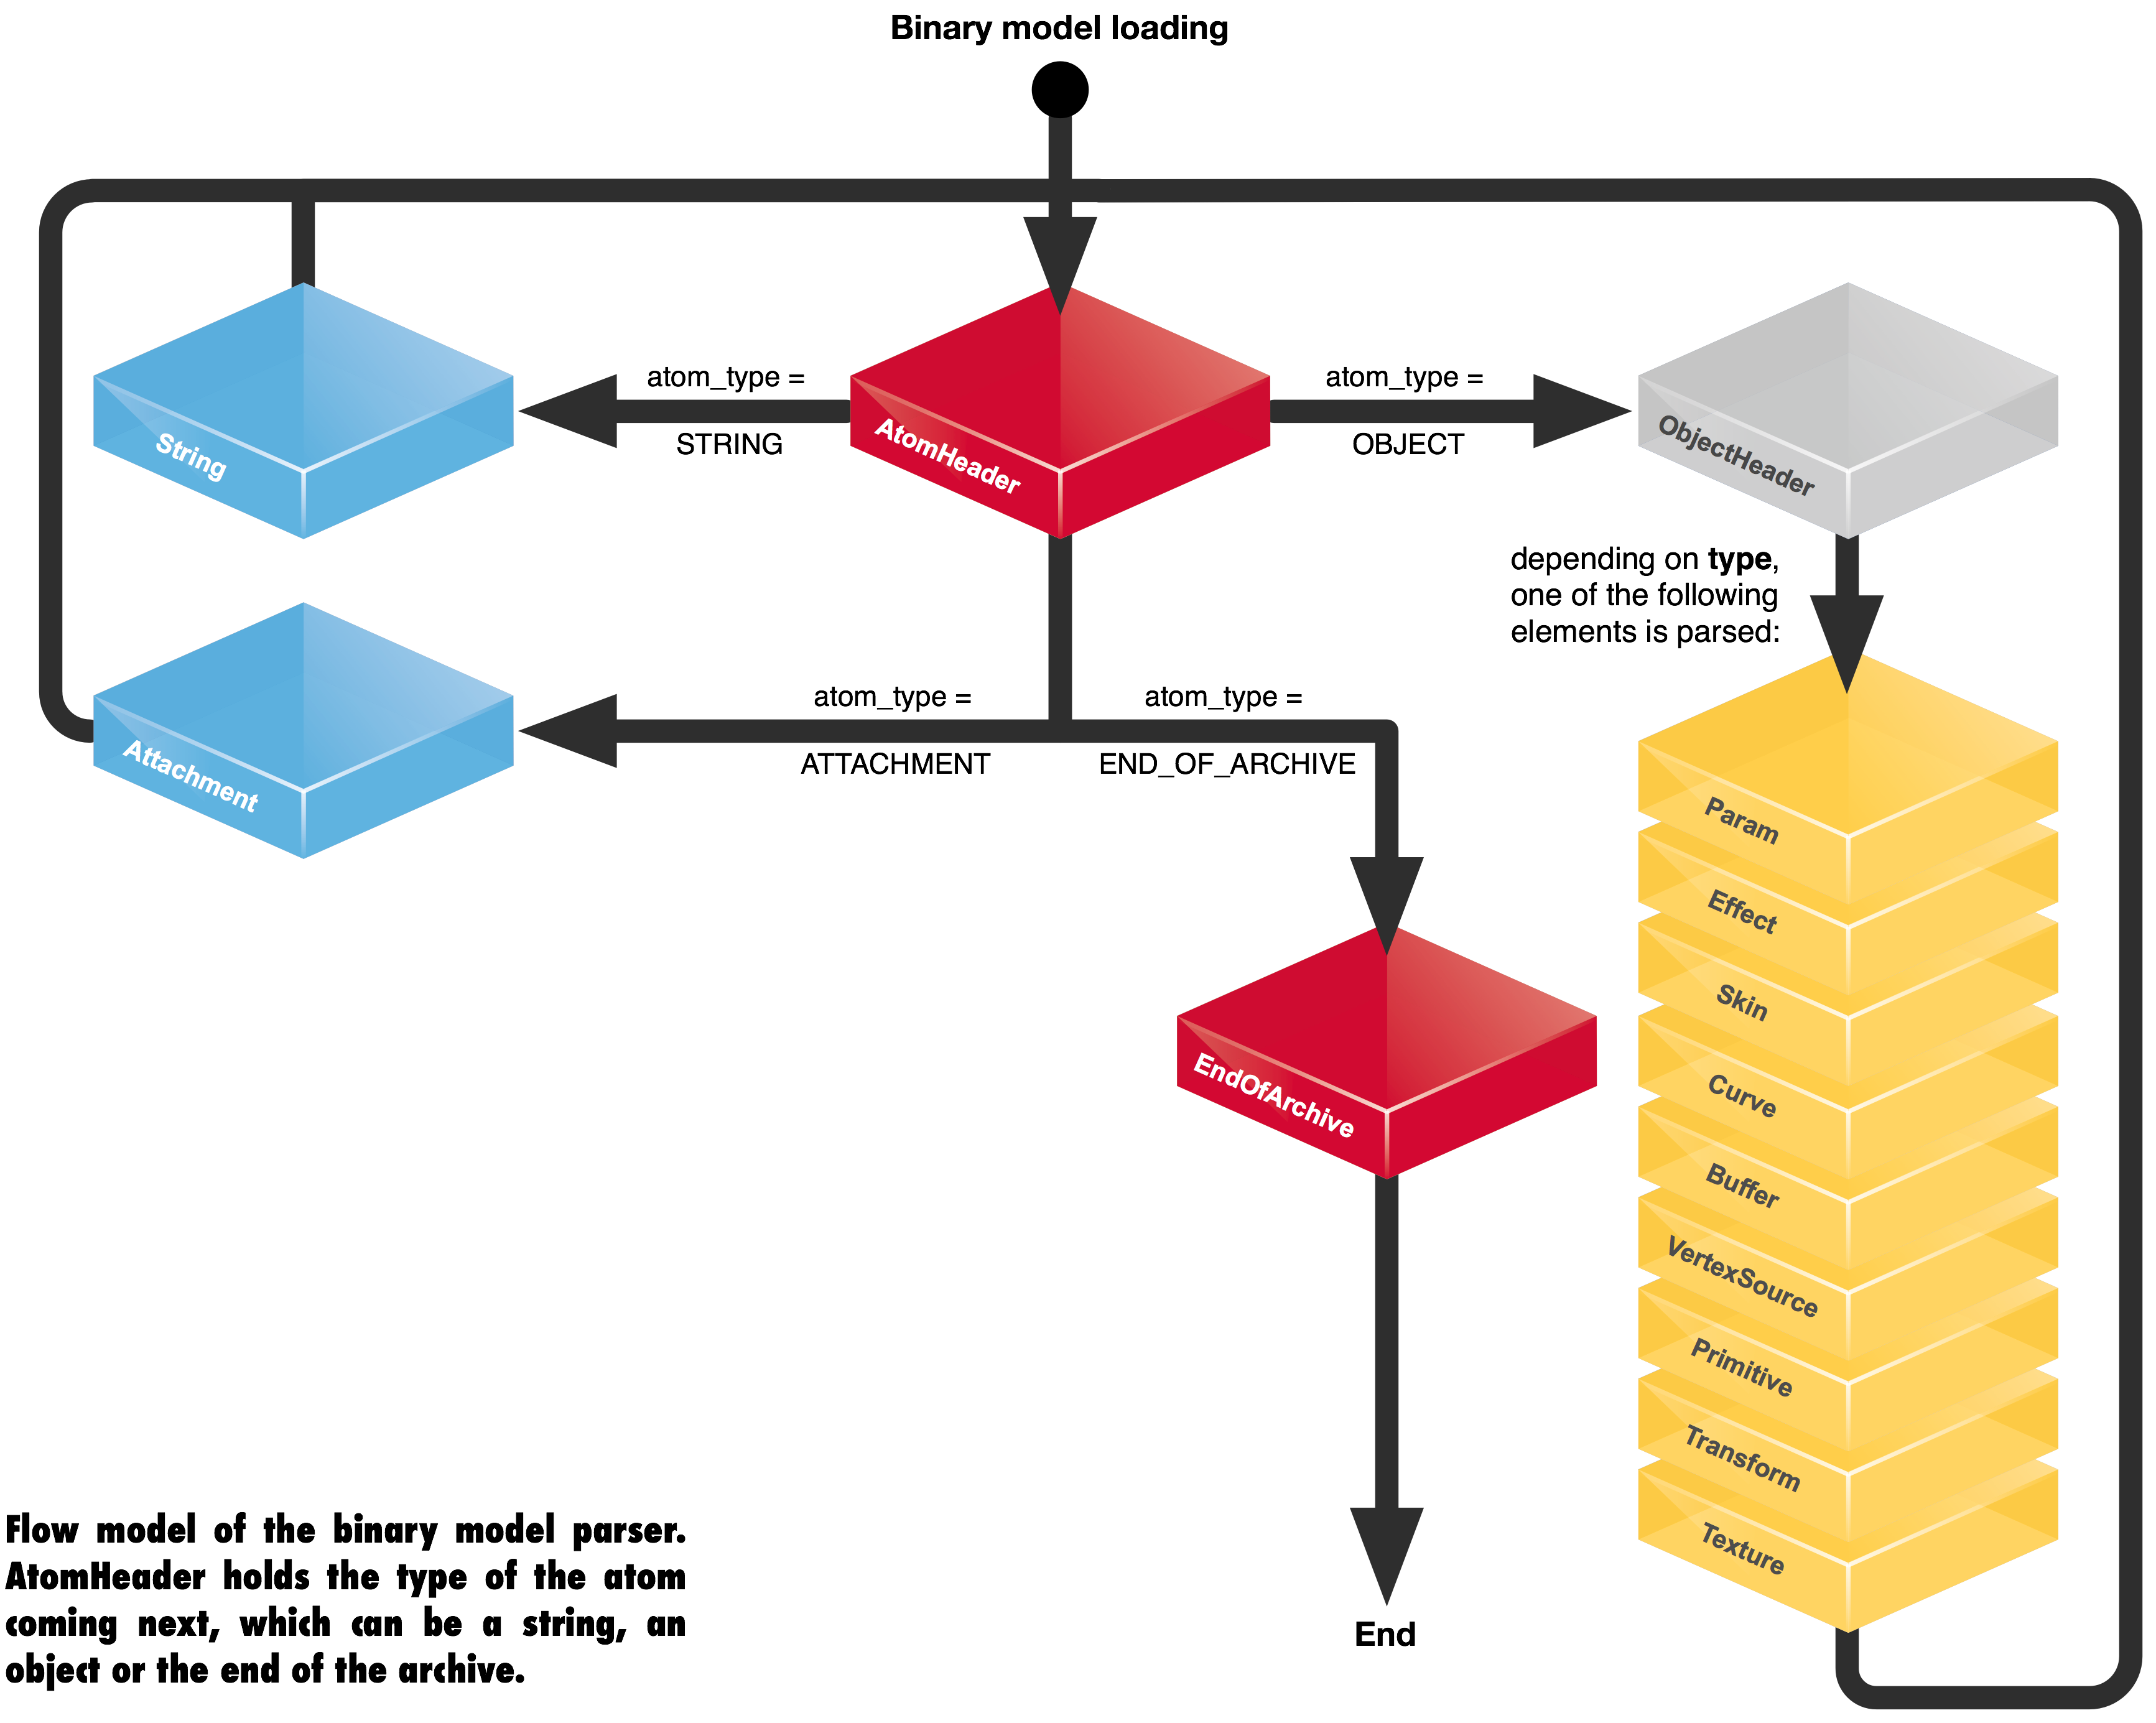 Binary model loading
atom_type =
STRING
String
AtomHeader
atom_type =
OBJECT
ObjectHeader
depending on type,
one of the following
elements is parsed:
atom_type =
ATTACHMENT
Attachment
atom_type =
END_OF_ARCHIVE
EndOfArchive
End
Param
Effect
Skin
Curve
Buffer
VertexSource
Primitive
Transform
Texture
Flow model of the binary model parser.
AtomHeader holds the type of the atom
coming next, which can be a string, an
object or the end of the archive.